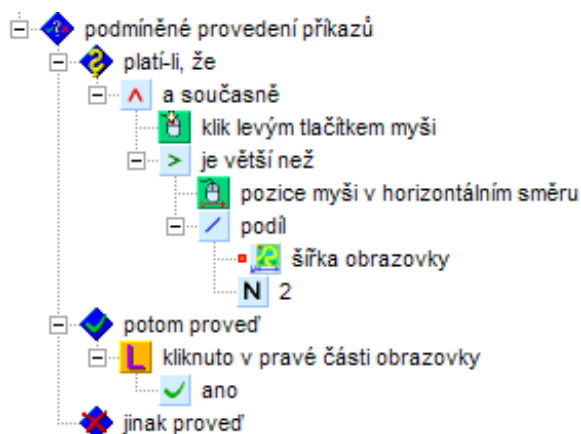 podmíněné provedení příkazů
platí-li, že
a současně
klik levým tlačítkem myši
> je větší než
pozice myši v horizontálním směru
podíl
šířka obrazovky
N 2
potom proveď
L kliknuto v pravé části obrazovky
ano
jinak proveď